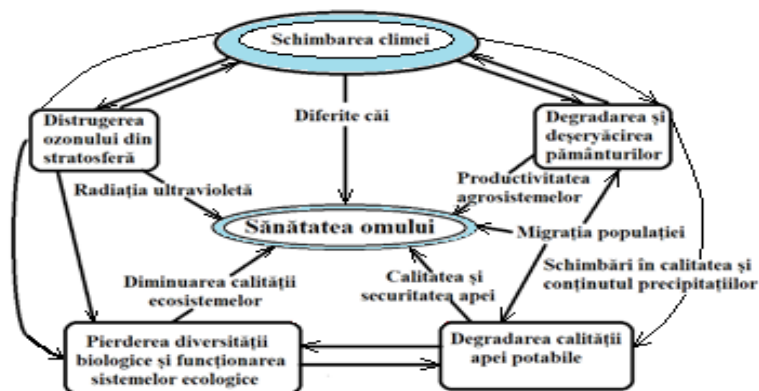 Schimbarea climei
Distrugerea
ozonului din
stratosferă
Diferite căi
Degradarea și
deșeryăcirea
pământurilor
Radiația ultravioletă
Productivitatea
agrosistemelor
Sănătatea omului
Migrația populației
Diminuarea calității
ecosistemelor
Calitatea și
securitatea apei
Schimbări în calitatea și
conținutul precipitațiilor
Pierderea diversității
biologice și funcționarea
sistemelor ecologice
Degradarea calității
apei potabile